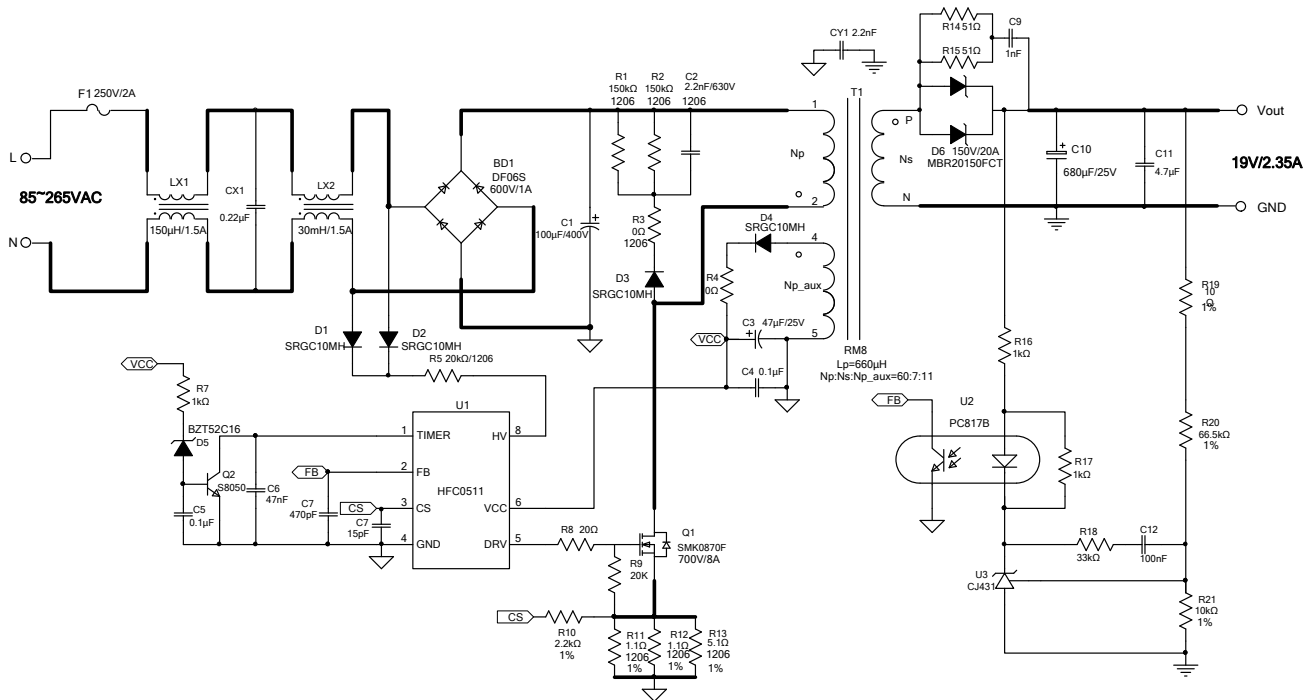 F1 250V/2A
L
85~265VAC
N
LX1
150μH/1.5A
CX1
0.22μF
LX2
30mH/1.5A
BD1
DF06S
600V/1A
C1
100μF/400V
R1
150kΩ
1206
R2
150kΩ
1206
C2
2.2nF/630V
1206
R3
0Ω
1206
D3
SRGC10MH
CY1 2.2nF
T1
1
Np
2
4
Np_aux
5
Ns
P
N
RM8
Lp=660μH
Np:Ns:Np_aux=60:7:11
D4
SRGC10MH
R4
0Ω
C3 47μF/25V
VCC
C4 0.1μF
R14 51Ω
R15 51Ω
C9
1nF
D6 150V/20A
MBR20150FCT
C10
680μF/25V
C11
4.7μF
Vout
19V/2.35A
GND
D1
SRGC10MH
D2
SRGC10MH
R5 20kΩ/1206
VCC
R7
1kΩ
BZT52C16
D5
Q2
S8050
C5
0.1μF
C6
47nF
FB
C7
470pF
CS
C7
15pF
U1
1 TIMER
HV 8
2 FB
HFC0511
3 CS
VCC 6
4 GND
DRV 5
R8 20Ω
R9
20K
Q1
SMK0870F
700V/8A
CS
R10
2.2kΩ
1%
R11
1.1Ω
1206
1%
R12
1.1Ω
1206
1%
R13
5.1Ω
1206
1%
R16
1kΩ
FB
U2
PC817B
R17
1kΩ
R18
33kΩ
C12
100nF
U3
CJ431
R19
10
Ω
1%
R20
66.5kΩ
1%
R21
10kΩ
1%